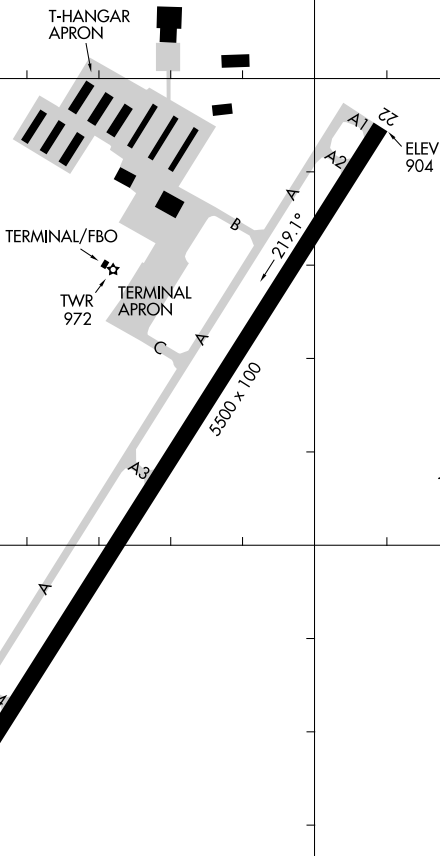 T-HANGAR
APRON
A1
22
ELEV
904
A2
A
B
219.1°
TERMINAL/FBO
TWR
972
TERMINAL
APRON
C
A
5500 x 100
A3
A